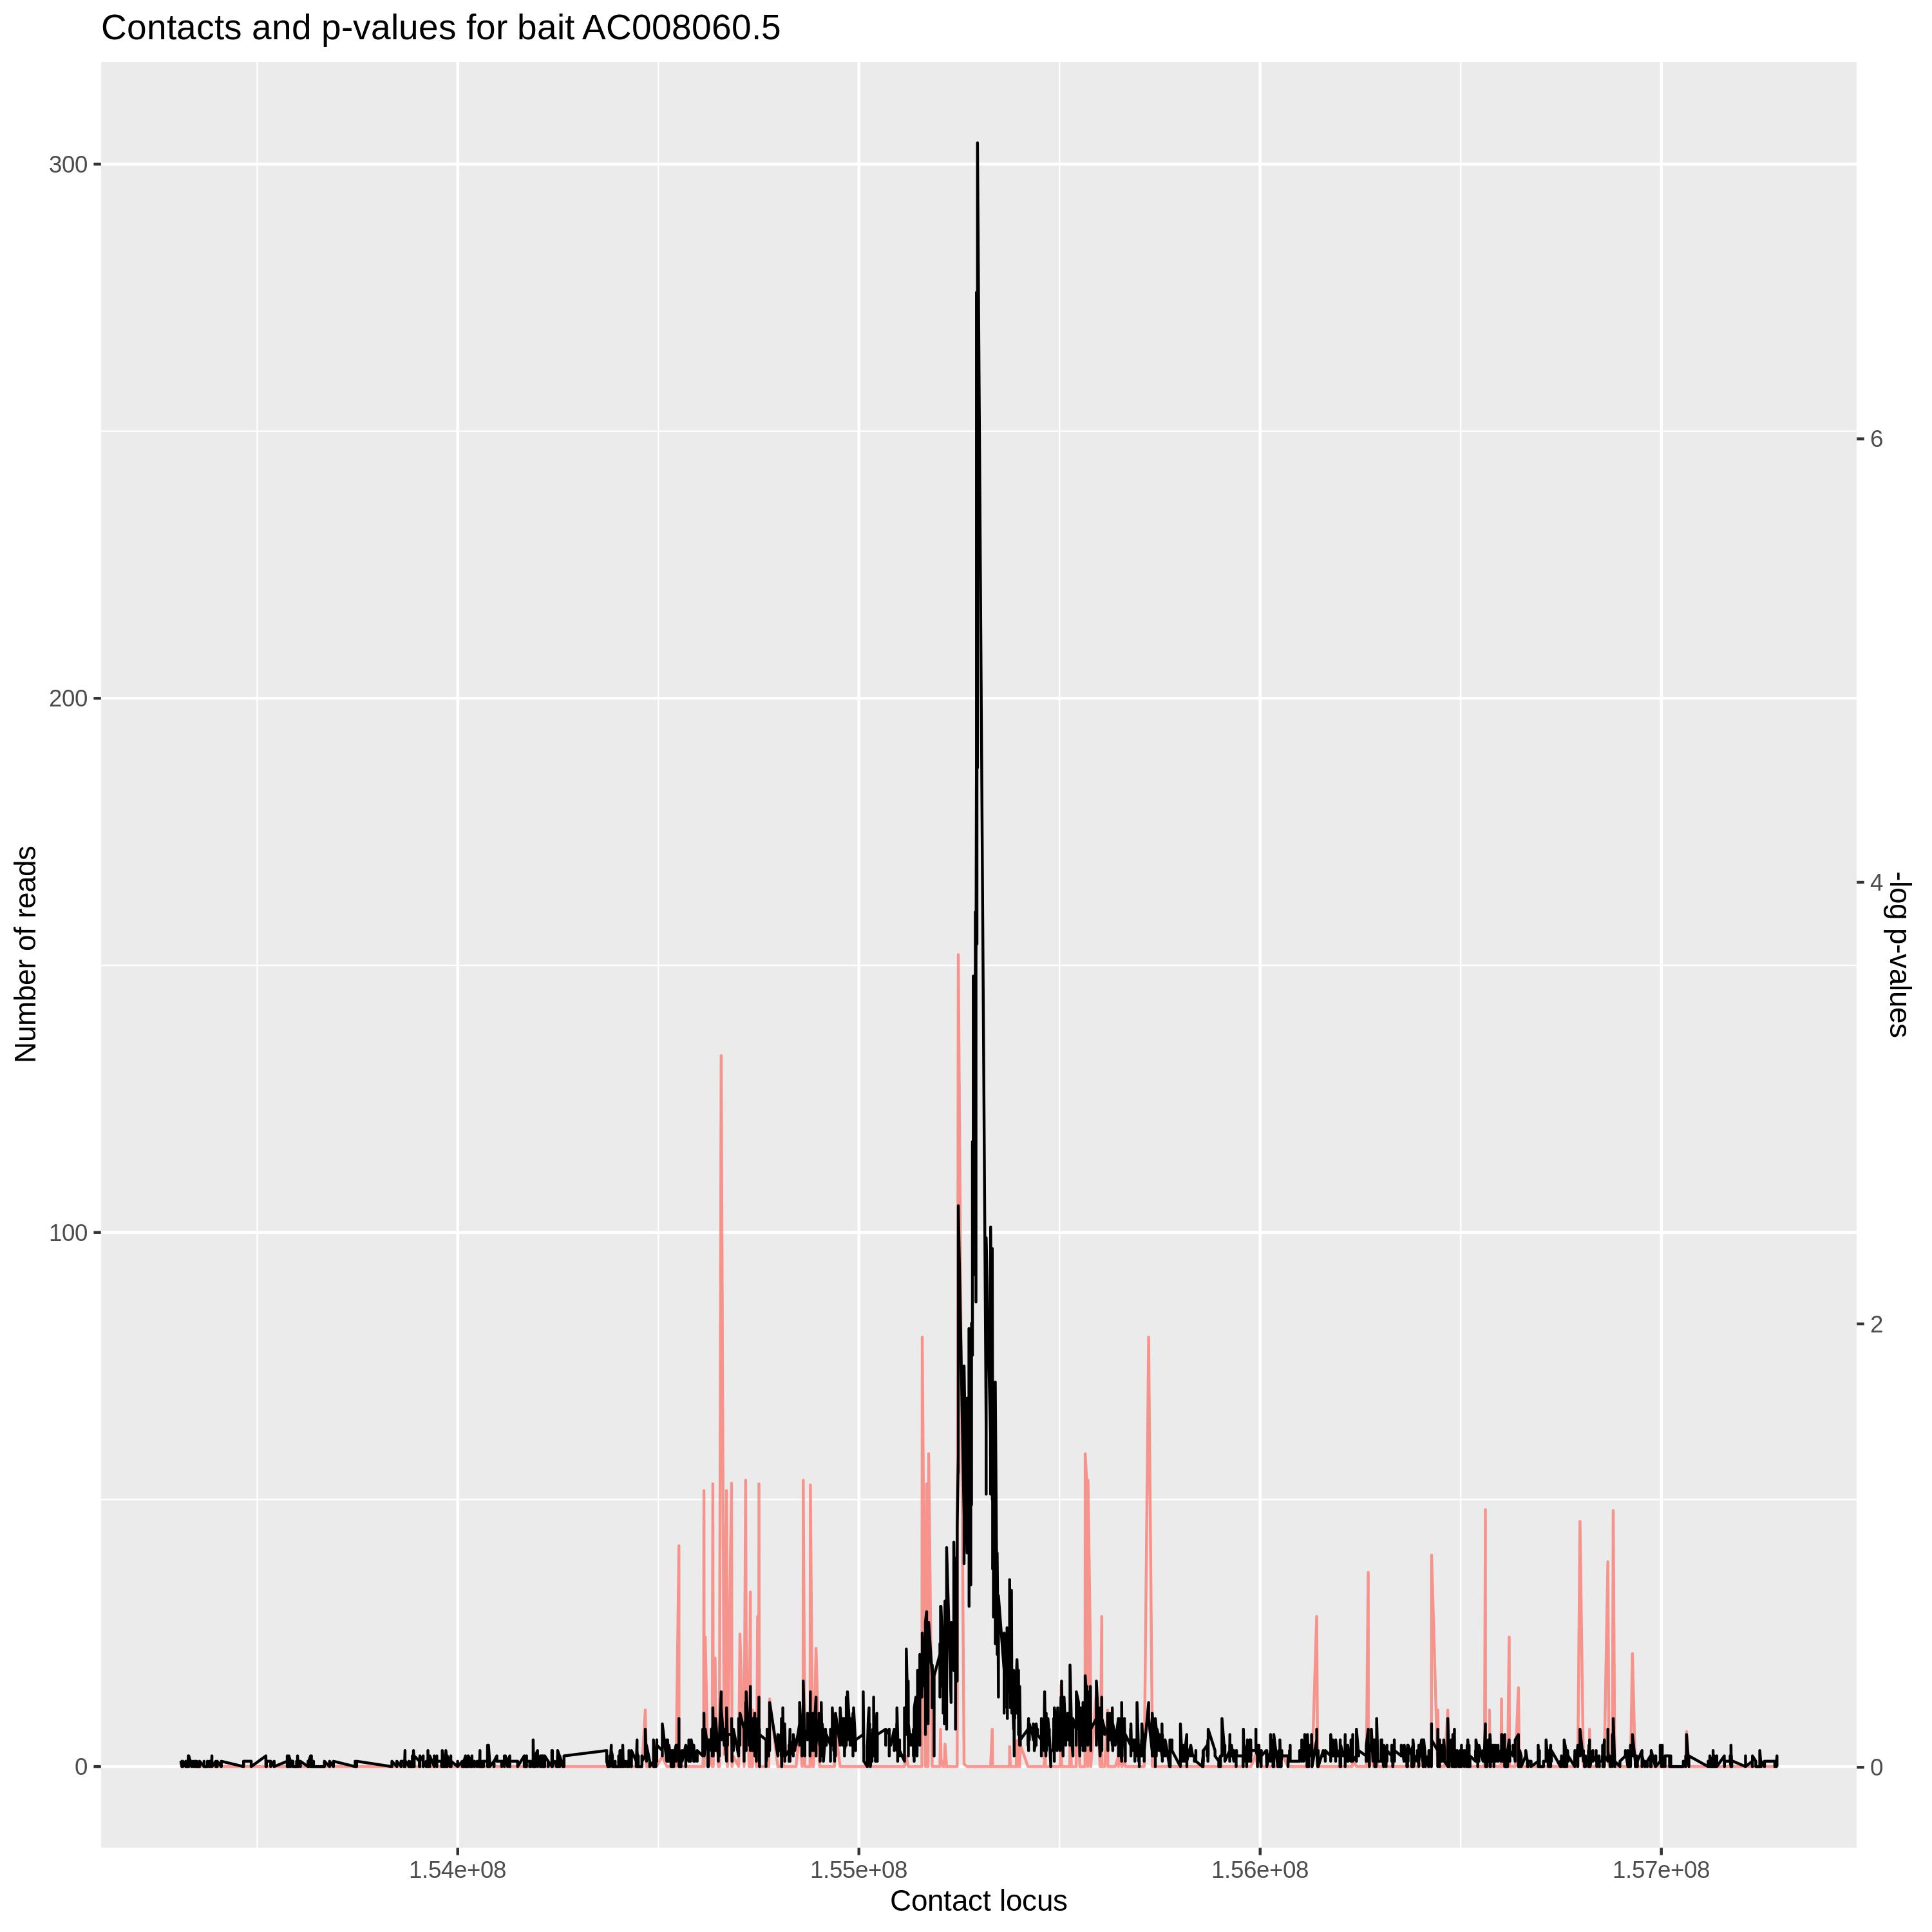 Contacts and p-values for bait AC008060.5
300
200
100
0
Number of reads
6
4
2
0
-log p-values
1.54e+08
1.55e+08
1.56e+08
1.57e+08
Contact locus